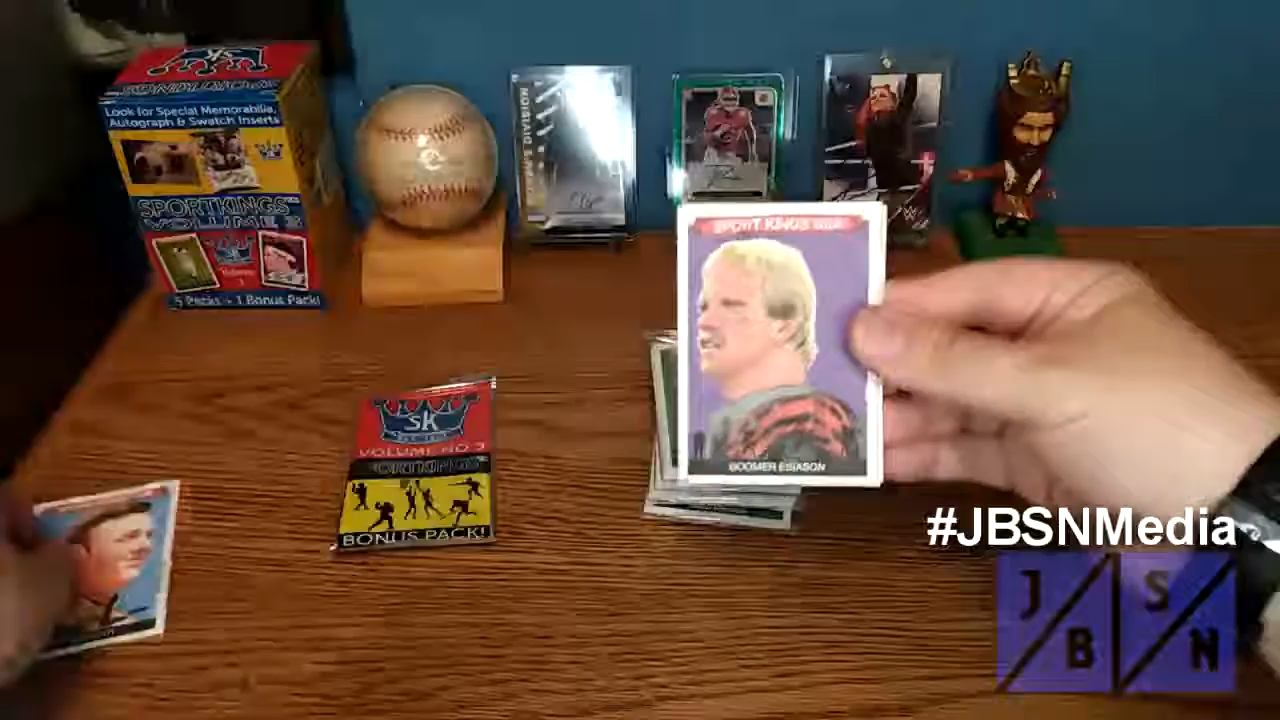 SK
Look for Special Memorabilia,
Autograph & Swatch Inserts
SPORTKINGS
VOLUME 3
5 Packs - 1 Bonus Pack!
SK
VOLUME NO.3
SPORTKINGS
BONUS PACK!
SPORT KINGS
BOOMER ESIASON
#JBSNMedia
J S
B N